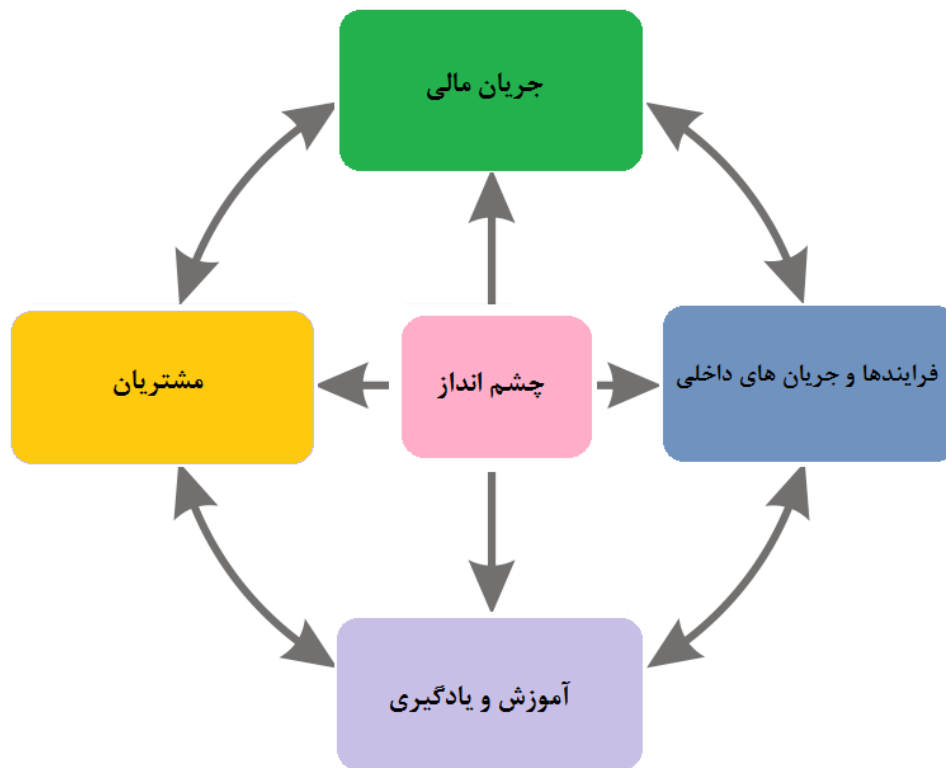 جریان مالی
فرایندها و جریان های داخلی
چشم انداز
مشتریان
آموزش و یادگیری